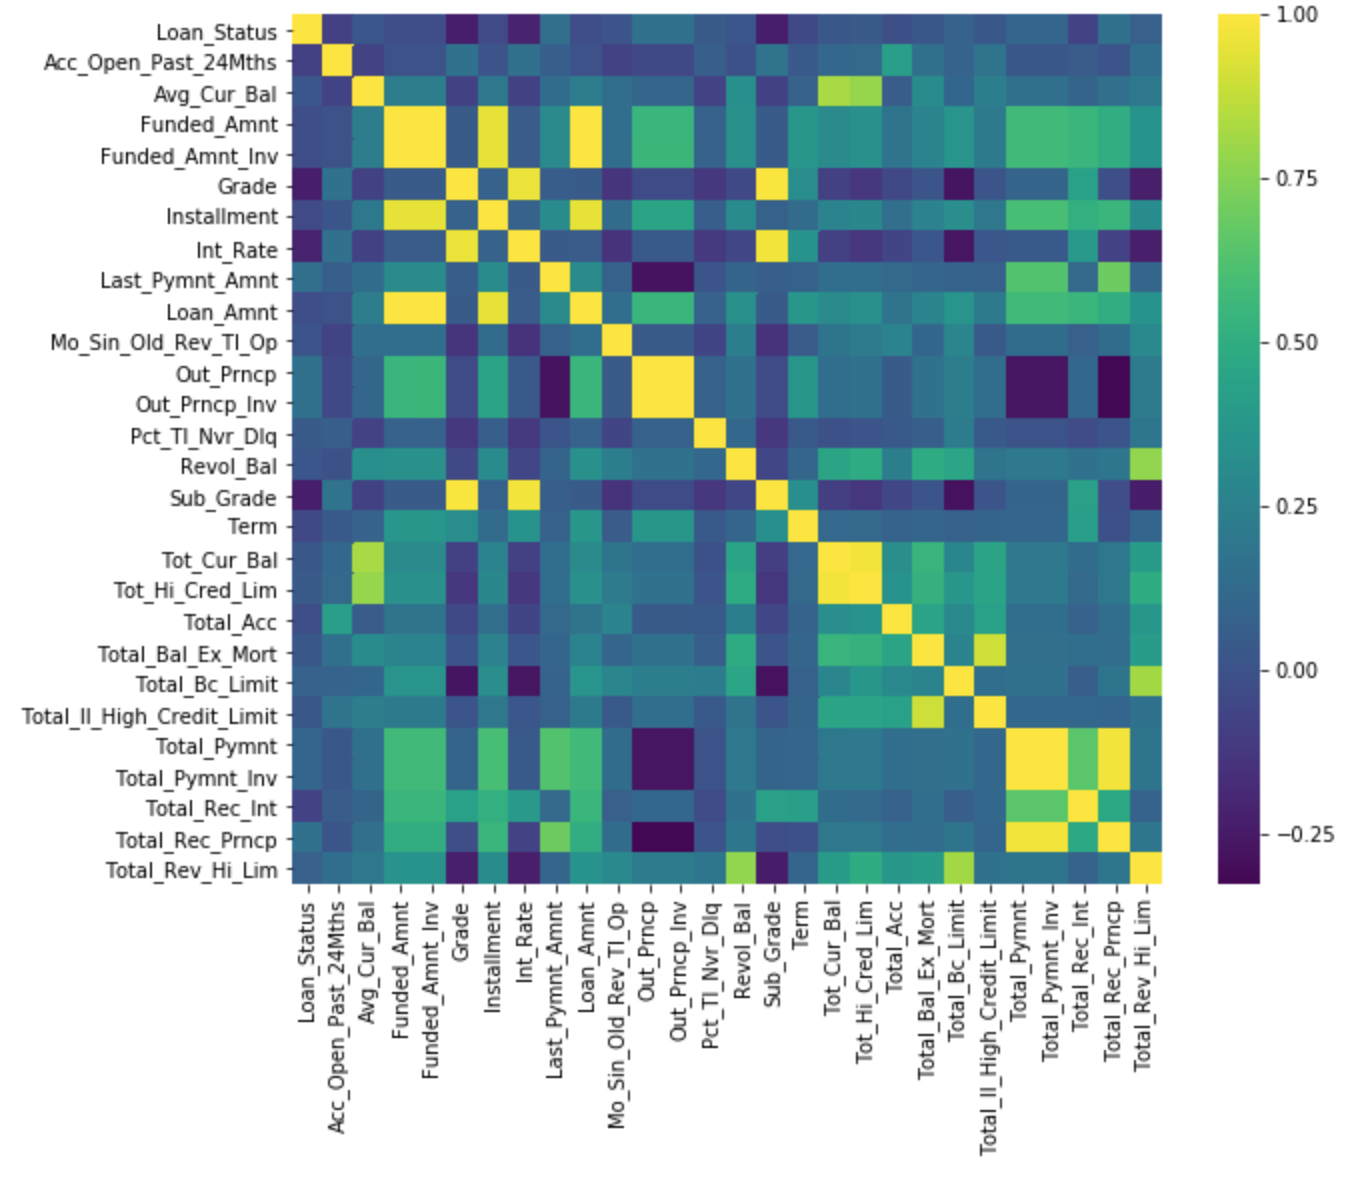 Loan_Status
Acc_Open_Past_24Mths
Avg_Cur_Bal
Funded_Amnt
Funded_Amnt_Inv
Grade
Installment
Int_Rate
Last_Pymnt_Amnt
Loan_Amnt
Mo_Sin_Old_Rev_Tl_Op
Out_Prncp
Out_Prncp_Inv
Pct_Tl_Nvr_Dlq
Revol_Bal
Sub_Grade
Term
Tot_Cur_Bal
Tot_Hi_Cred_Lim
Total_Acc
Total_Bal_Ex_Mort
Total_Bc_Limit
Total_Il_High_Credit_Limit
Total_Pymnt
Total_Pymnt_Inv
Total_Rec_Int
Total_Rec_Prncp
Total_Rev_Hi_Lim
Loan_Status
Acc_Open_Past_24Mths
Avg_Cur_Bal
Funded_Amnt
Funded_Amnt_Inv
Grade
Installment
Int_Rate
Last_Pymnt_Amnt
Loan_Amnt
Mo_Sin_Old_Rev_Tl_Op
Out_Prncp
Out_Prncp_Inv
Pct_Tl_Nvr_Dlq
Revol_Bal
Sub_Grade
Term
Tot_Cur_Bal
Tot_Hi_Cred_Lim
Total_Acc
Total_Bal_Ex_Mort
Total_Bc_Limit
Total_Il_High_Credit_Limit
Total_Pymnt
Total_Pymnt_Inv
Total_Rec_Int
Total_Rec_Prncp
Total_Rev_Hi_Lim
1.00
0.75
0.50
0.25
0.00
−0.25